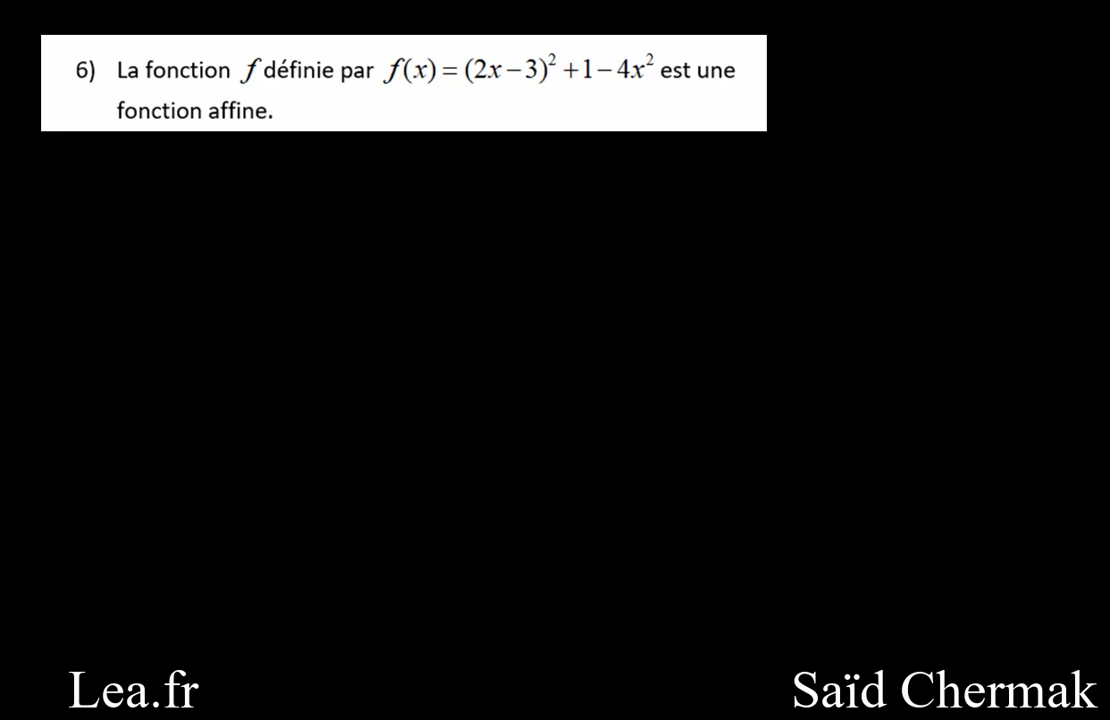 6) La fonction f définie par f(x) = (2x − 3)² + 1 − 4x² est une
fonction affine.
Lea.fr
Saïd Chermak